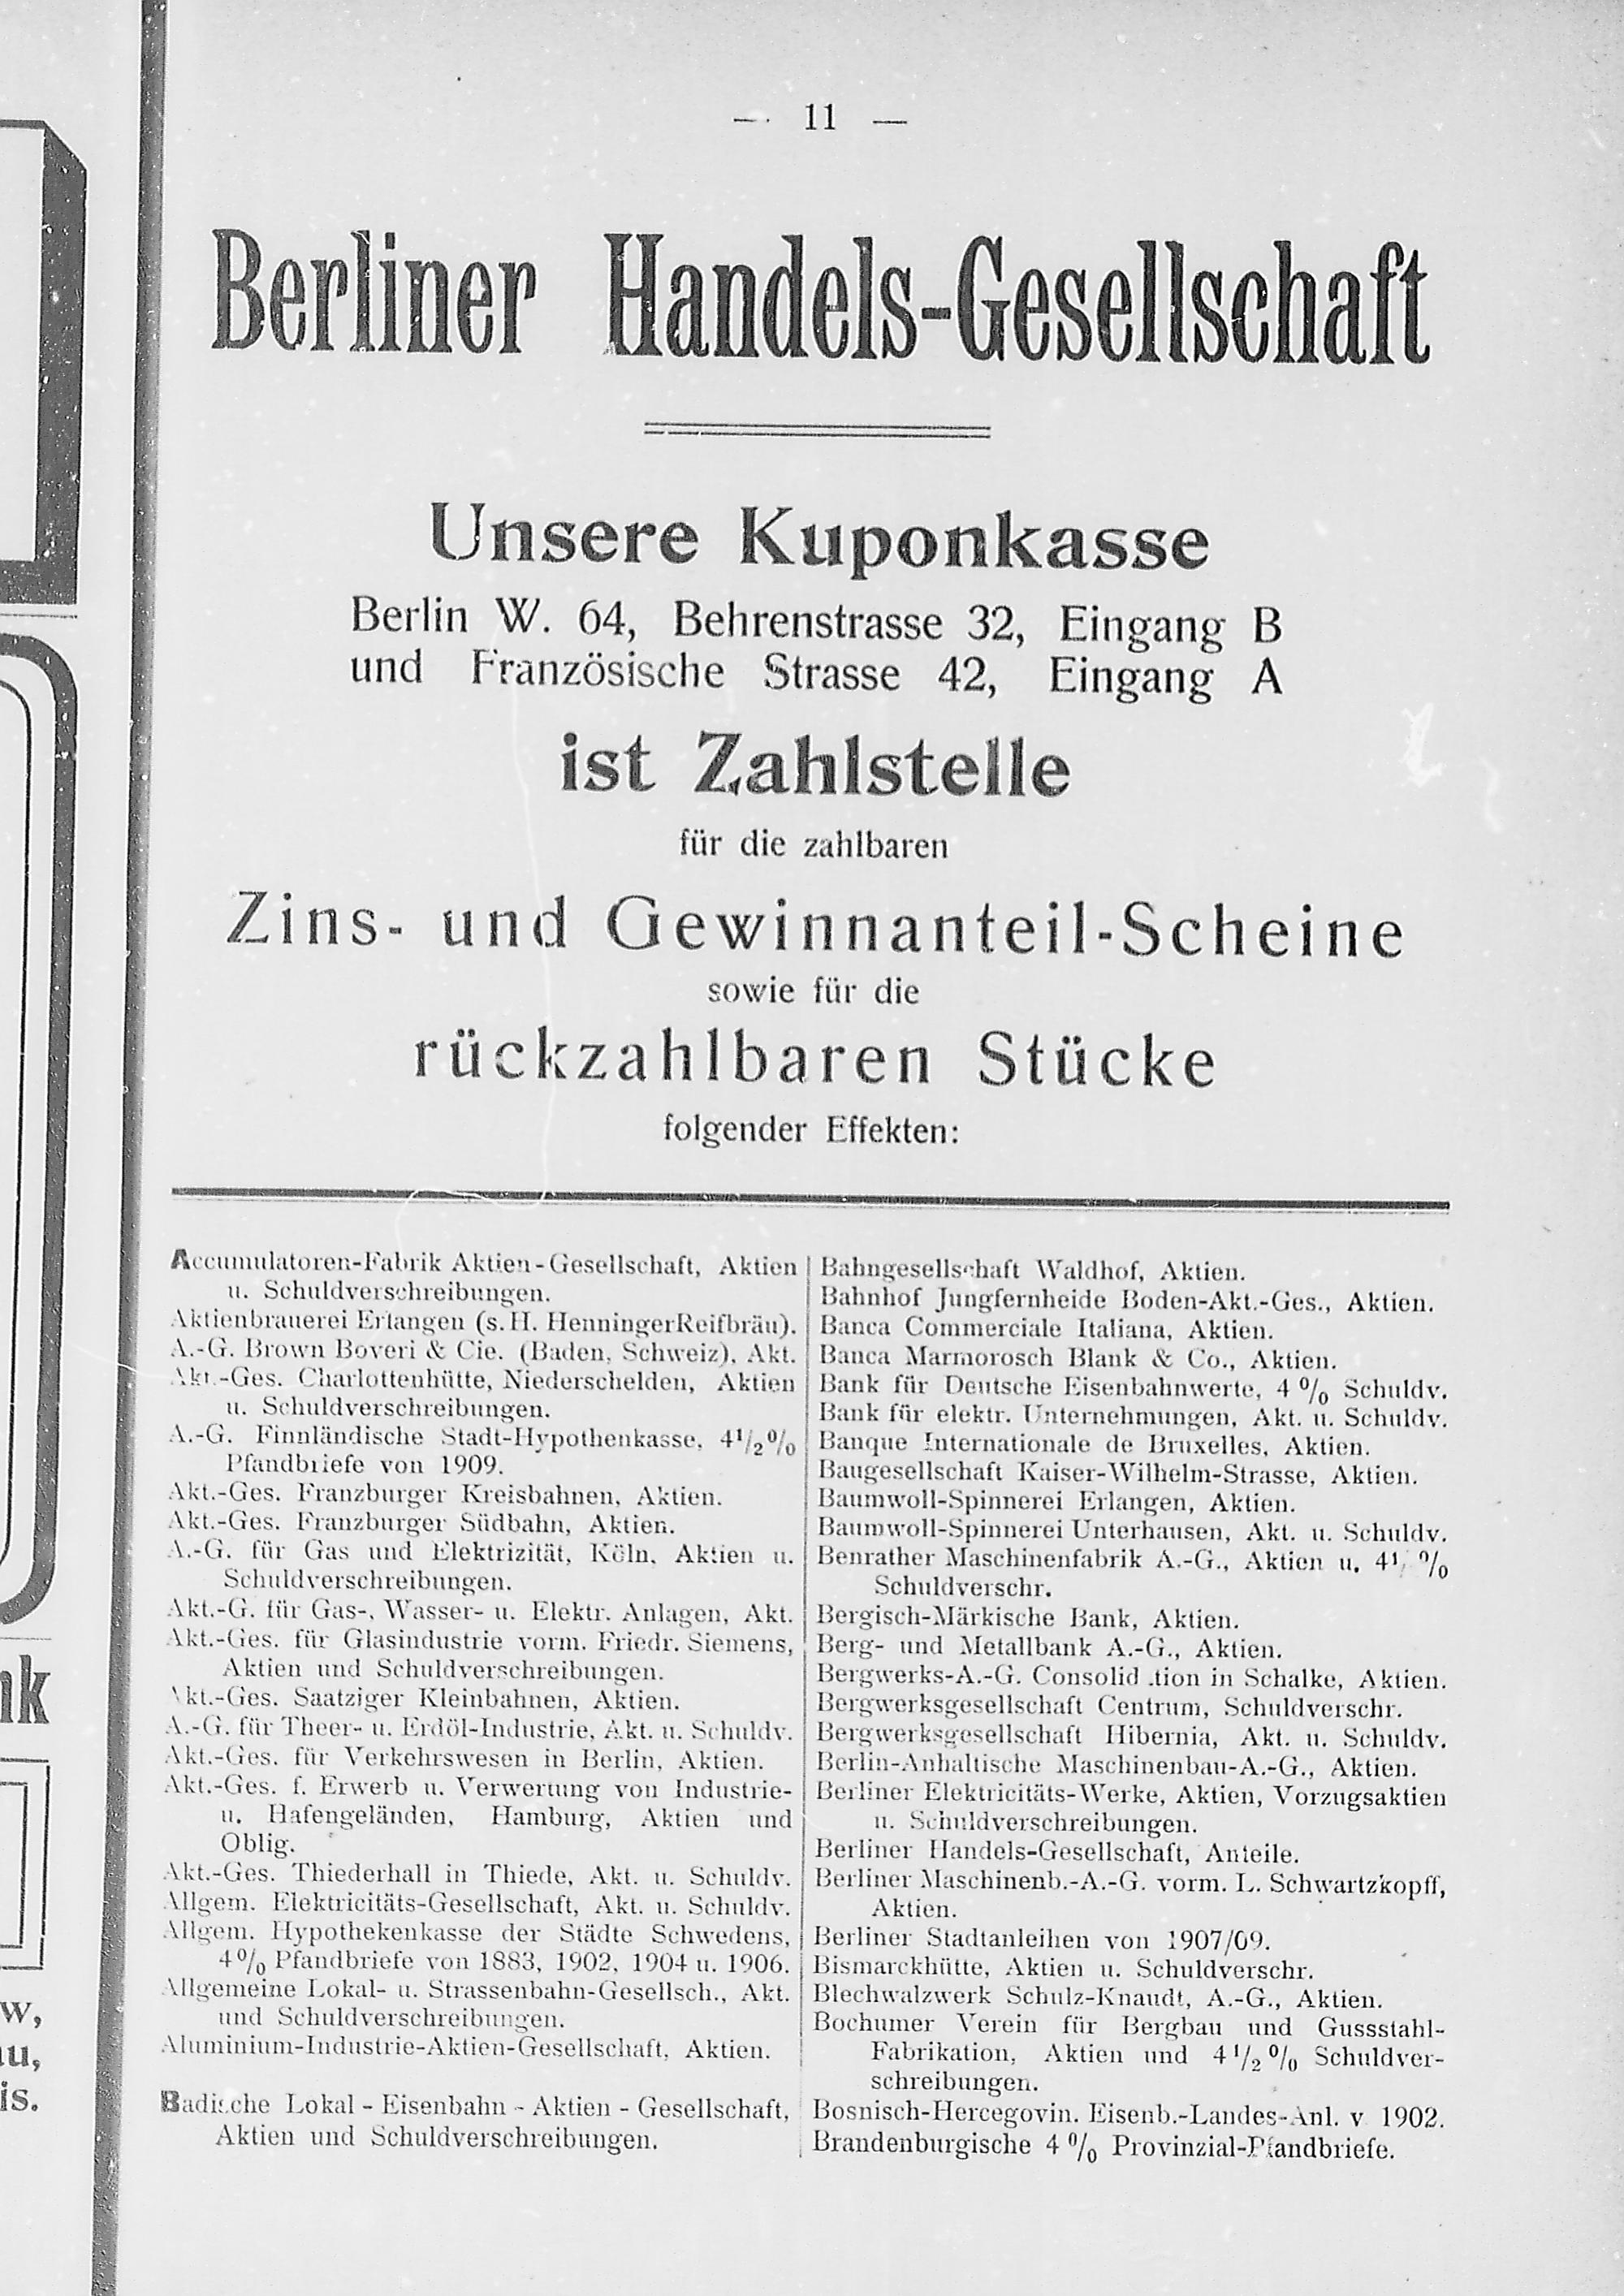 — 11 —
Berliner Handels-Gesellschaft
Unsere Kuponkasse
Berlin W. 64, Behrenstrasse 32, Eingang B
und Französische Strasse 42, Eingang A
ist Zahlstelle
für die zahlbaren
Zins- und Gewinnanteil-Scheine
sowie für die
rückzahlbaren Stücke
folgender Effekten:
Accumulatoren-Fabrik Aktien-Gesellschaft, Aktien
u. Schuldverschreibungen.
Aktienbrauerei Erlangen (s. H. Henninger Reifbräu).
A.-G. Brown Boveri & Cie. (Baden, Schweiz), Akt.
Akt.-Ges. Charlottenhütte, Niederschelden, Aktien
u. Schuldverschreibungen.
A.-G. Finnländische Stadt-Hypothenkasse, 4½%
Pfandbriefe von 1909.
Akt.-Ges. Franzburger Kreisbahnen, Aktien.
Akt.-Ges. Franzburger Südbahn, Aktien.
A.-G. für Gas und Elektrizität, Köln, Aktien u.
Schuldverschreibungen.
Akt.-G. für Gas-, Wasser- u. Elektr. Anlagen, Akt.
Akt.-Ges. für Glasindustrie vorm. Friedr. Siemens,
Aktien und Schuldverschreibungen.
Akt.-Ges. Saatziger Kleinbahnen, Aktien.
A.-G. für Theer- u. Erdöl-Industrie, Akt. u. Schuldv.
Akt.-Ges. für Verkehrswesen in Berlin, Aktien.
Akt.-Ges. f. Erwerb u. Verwertung von Industrie-
u. Hafengeländen, Hamburg, Aktien und
Oblig.
Akt.-Ges. Thiederhall in Thiede, Akt. u. Schuldv.
Allgem. Elektricitäts-Gesellschaft, Akt. u. Schuldv.
Allgem. Hypothekenkasse der Städte Schwedens,
4% Pfandbriefe von 1883, 1902, 1904 u. 1906.
Allgemeine Lokal- u. Strassenbahn-Gesellsch., Akt.
und Schuldverschreibungen.
Aluminium-Industrie-Aktien-Gesellschaft, Aktien.
Badische Lokal-Eisenbahn-Aktien-Gesellschaft,
Aktien und Schuldverschreibungen.
Bahngesellschaft Waldhof, Aktien.
Bahnhof Jungfernheide Boden-Akt.-Ges., Aktien.
Banca Commerciale Italiana, Aktien.
Banca Marmorosch Blank & Co., Aktien.
Bank für Deutsche Eisenbahnwerte, 4% Schuldv.
Bank für elektr. Unternehmungen, Akt. u. Schuldv.
Banque Internationale de Bruxelles, Aktien.
Baugesellschaft Kaiser-Wilhelm-Strasse, Aktien.
Baumwoll-Spinnerei Erlangen, Aktien.
Baumwoll-Spinnerei Unterhausen, Akt. u. Schuldv.
Benrather Maschinenfabrik A.-G., Aktien u.
Schuldverschr.
Bergisch-Märkische Bank, Aktien.
Berg- und Metallbank A.-G., Aktien.
Bergwerks-A.-G. Consolid tion in Schalke, Aktien.
Bergwerksgesellschaft Centrum, Schuldverschr.
Bergwerksgesellschaft Hibernia, Akt. u. Schuldv.
Berlin-Anhaltische Maschinenbau-A.-G., Aktien.
Berliner Elektricitäts-Werke, Aktien, Vorzugsaktien
u. Schuldverschreibungen.
Berliner Handels-Gesellschaft, Anteile.
Berliner Maschinenb.-A.-G. vorm. L. Schwartzkopff,
Aktien.
Berliner Stadtanleihen von 1907/09.
Bismarckhütte, Aktien u. Schuldverschr.
Blechwalzwerk Schulz-Knaudt, A.-G., Aktien.
Bochumer Verein für Bergbau und Gussstahl-
Fabrikation, Aktien und 4½% Schuldver-
schreibungen.
Bosnisch-Hercegovin. Eisenb.-Landes-Anl. v 1902.
Brandenburgische 4% Provinzial-Pfandbriefe.
nk
w,
au,
is.